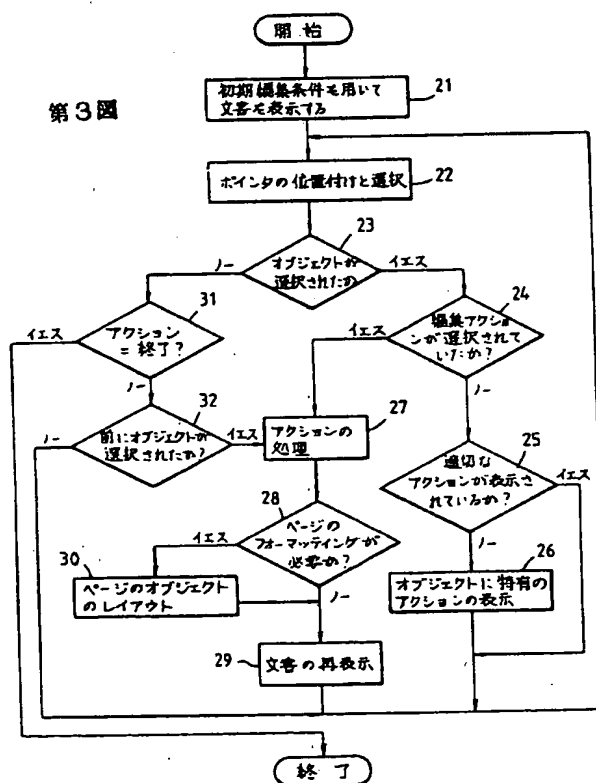 第3図
開始
初期編集条件を用いて
文書を表示する
21
ポインタの位置付けと選択
22
23
オブジェクトが
選択されたか
ノー
イエス
31
アクション
=終了?
イエス
ノー
24
編集アクショ
ンが選択されて
いたか?
イエス
ノー
32
前にオブジェクトが
選択されたか?
ノー
イエス
27
アクションの
処理
25
適切な
アクションが表示
されているか?
イエス
ノー
28
ページの
フォーマッティングが
必要か?
イエス
ノー
30
ページのオブジェクト
のレイアウト
26
オブジェクトに特有の
アクションの表示
29
文書の再表示
終了